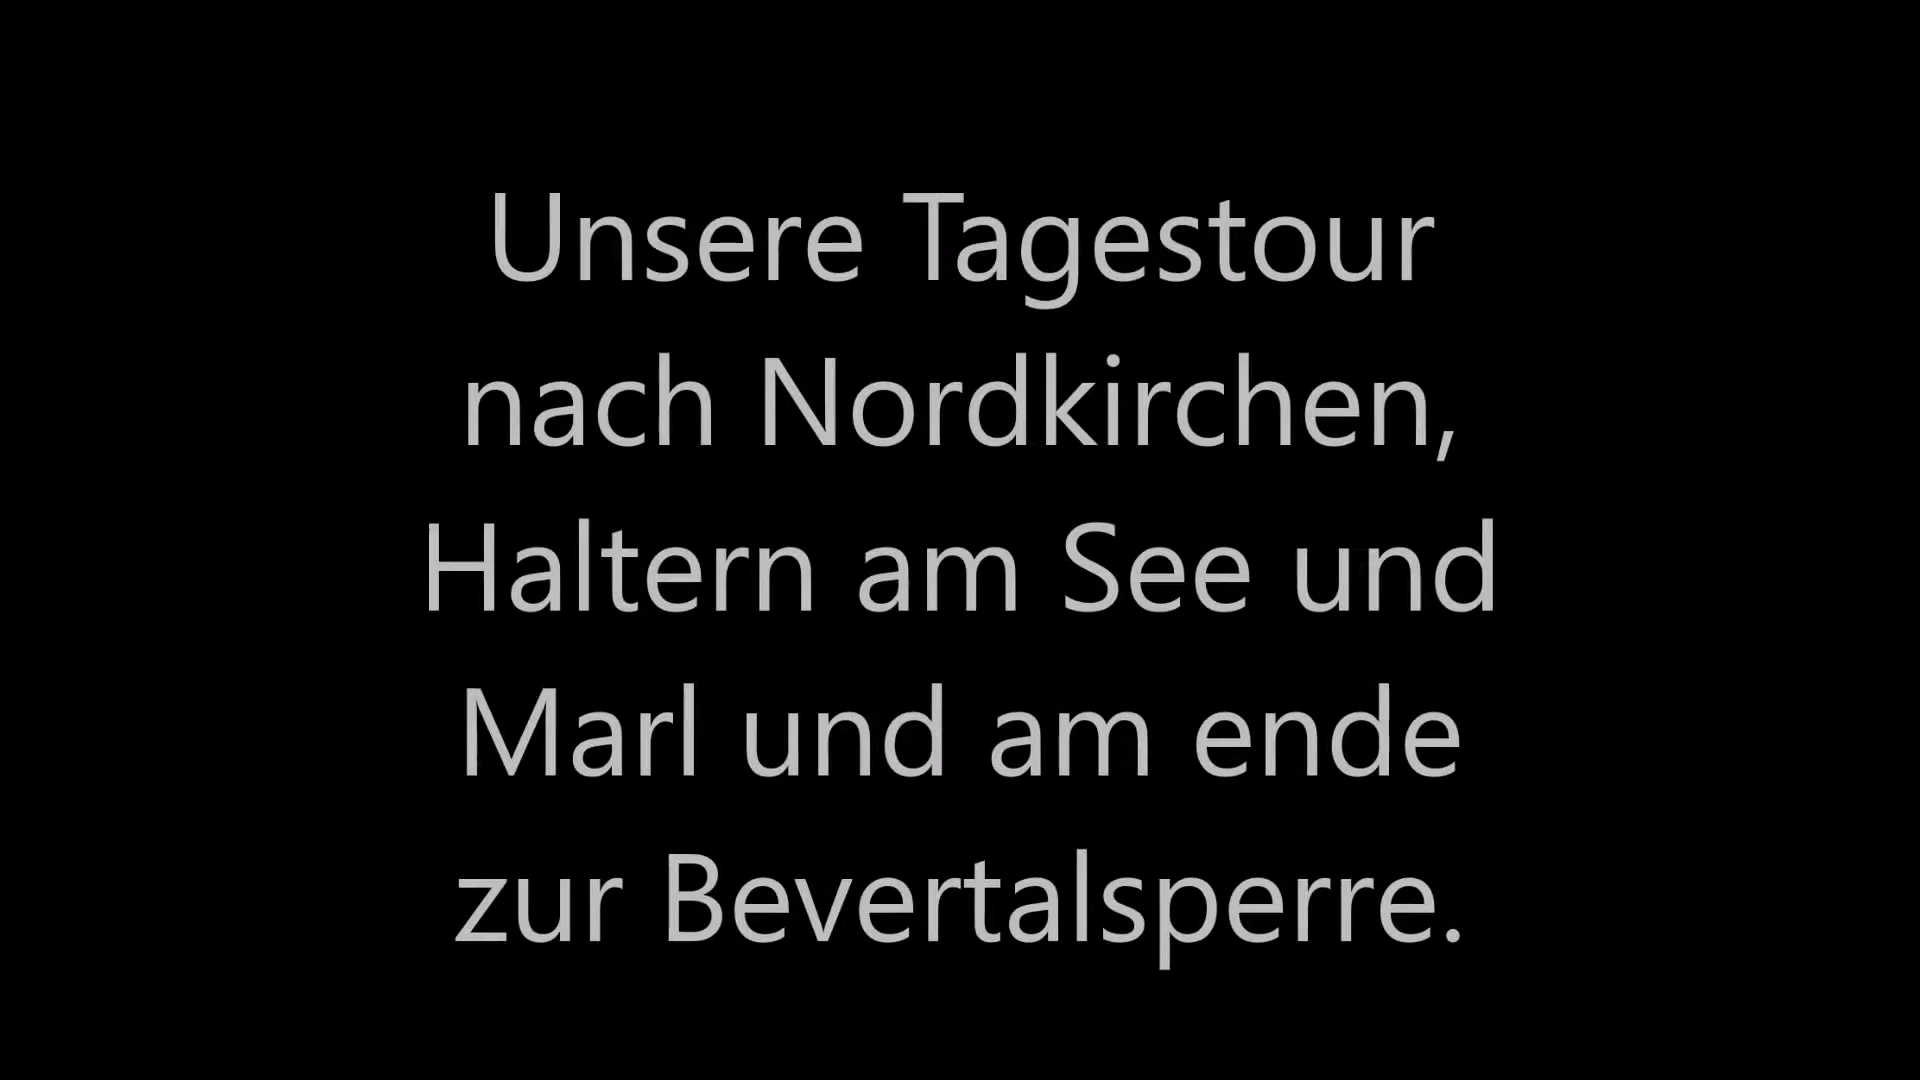 Unsere Tagestour
nach Nordkirchen,
Haltern am See und
Marl und am ende
zur Bevertalsperre.